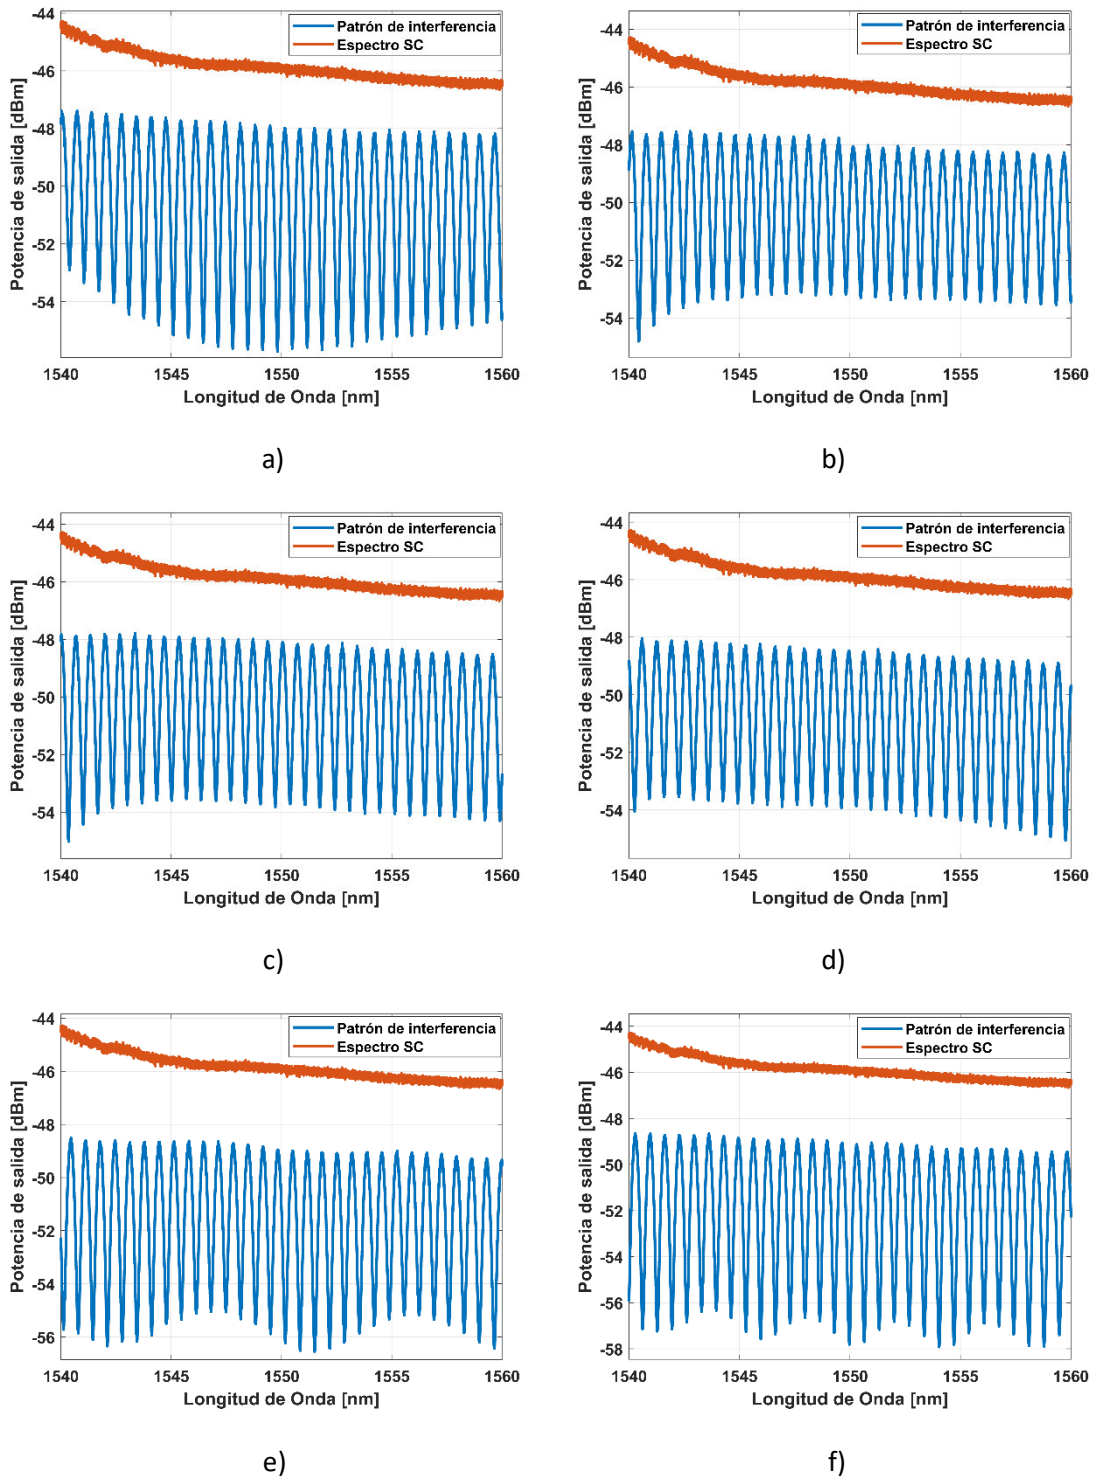 Patrón de interferencia
Espectro SC
Potencia de salida [dBm]
-44
-46
-48
-50
-52
-54
1540
1545
1550
1555
1560
Longitud de Onda [nm]
a)
Patrón de interferencia
Espectro SC
Potencia de salida [dBm]
-44
-46
-48
-50
-52
-54
1540
1545
1550
1555
1560
Longitud de Onda [nm]
b)
Patrón de interferencia
Espectro SC
Potencia de salida [dBm]
-44
-46
-48
-50
-52
-54
1540
1545
1550
1555
1560
Longitud de Onda [nm]
c)
Patrón de interferencia
Espectro SC
Potencia de salida [dBm]
-44
-46
-48
-50
-52
-54
1540
1545
1550
1555
1560
Longitud de Onda [nm]
d)
Patrón de interferencia
Espectro SC
Potencia de salida [dBm]
-44
-46
-48
-50
-52
-54
-56
1540
1545
1550
1555
1560
Longitud de Onda [nm]
e)
Patrón de interferencia
Espectro SC
Potencia de salida [dBm]
-44
-46
-48
-50
-52
-54
-56
-58
1540
1545
1550
1555
1560
Longitud de Onda [nm]
f)